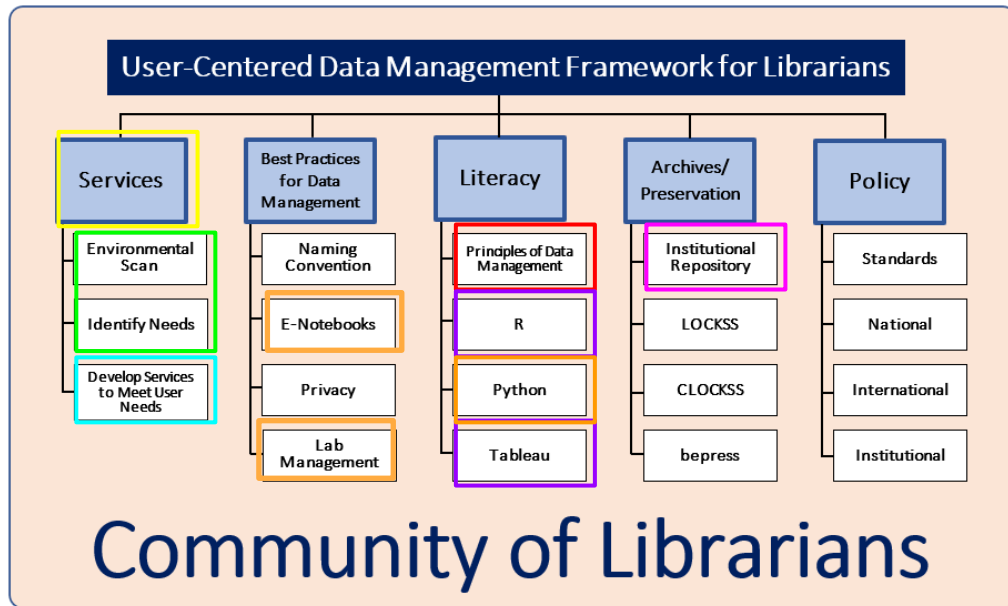 User-Centered Data Management Framework for Librarians
Services
Environmental
Scan
Identify Needs
Develop Services
to Meet User
Needs
Best Practices
for Data
Management
Naming
Convention
E-Notebooks
Privacy
Lab
Management
Literacy
Principles of Data
Management
R
Python
Tableau
Archives/
Preservation
Institutional
Repository
LOCKSS
CLOCKSS
bepress
Policy
Standards
National
International
Institutional
Community of Librarians